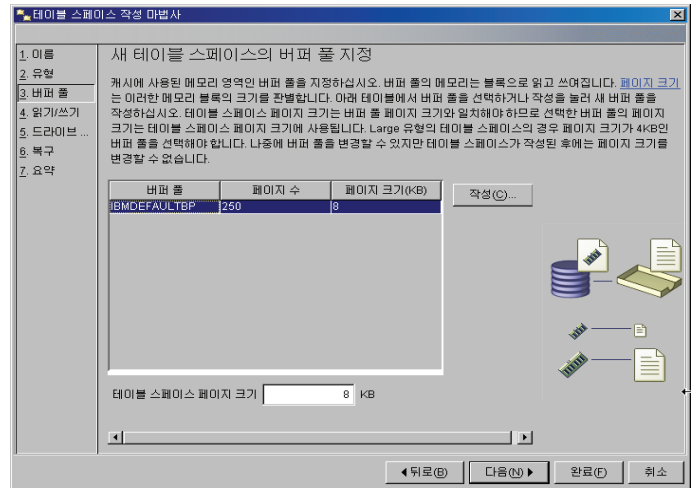 테이블 스페이스 작성 마법사
1. 이름
2. 유형
3. 버퍼 풀
4. 읽기/쓰기
5. 드라이브 ...
6. 복구
7. 요약
새 테이블 스페이스의 버퍼 풀 지정
캐시에 사용된 메모리 영역인 버퍼 풀을 지정하십시오. 버퍼 풀의 메모리는 블록으로 읽고 쓰여집니다. 페이지 크기
는 이러한 메모리 블록의 크기를 판별합니다. 아래 테이블에서 버퍼 풀을 선택하거나 작성을 눌러 새 버퍼 풀을
작성하십시오. 테이블 스페이스 페이지 크기는 버퍼 풀 페이지 크기와 일치해야 하므로 선택한 버퍼 풀의 페이지
크기는 테이블 스페이스 페이지 크기에 사용됩니다. Large 유형의 테이블 스페이스의 경우 페이지 크기가 4KB인
버퍼 풀을 선택해야 합니다. 나중에 버퍼 풀을 변경할 수 있지만 테이블 스페이스가 작성된 후에는 페이지 크기를
변경할 수 없습니다.
버퍼 풀 페이지 수 페이지 크기(KB)
IBMDEFAULTBP 250 8
작성(C)...
테이블 스페이스 페이지 크기 8 KB
뒤로(B) 다음(N) 완료(F) 취소